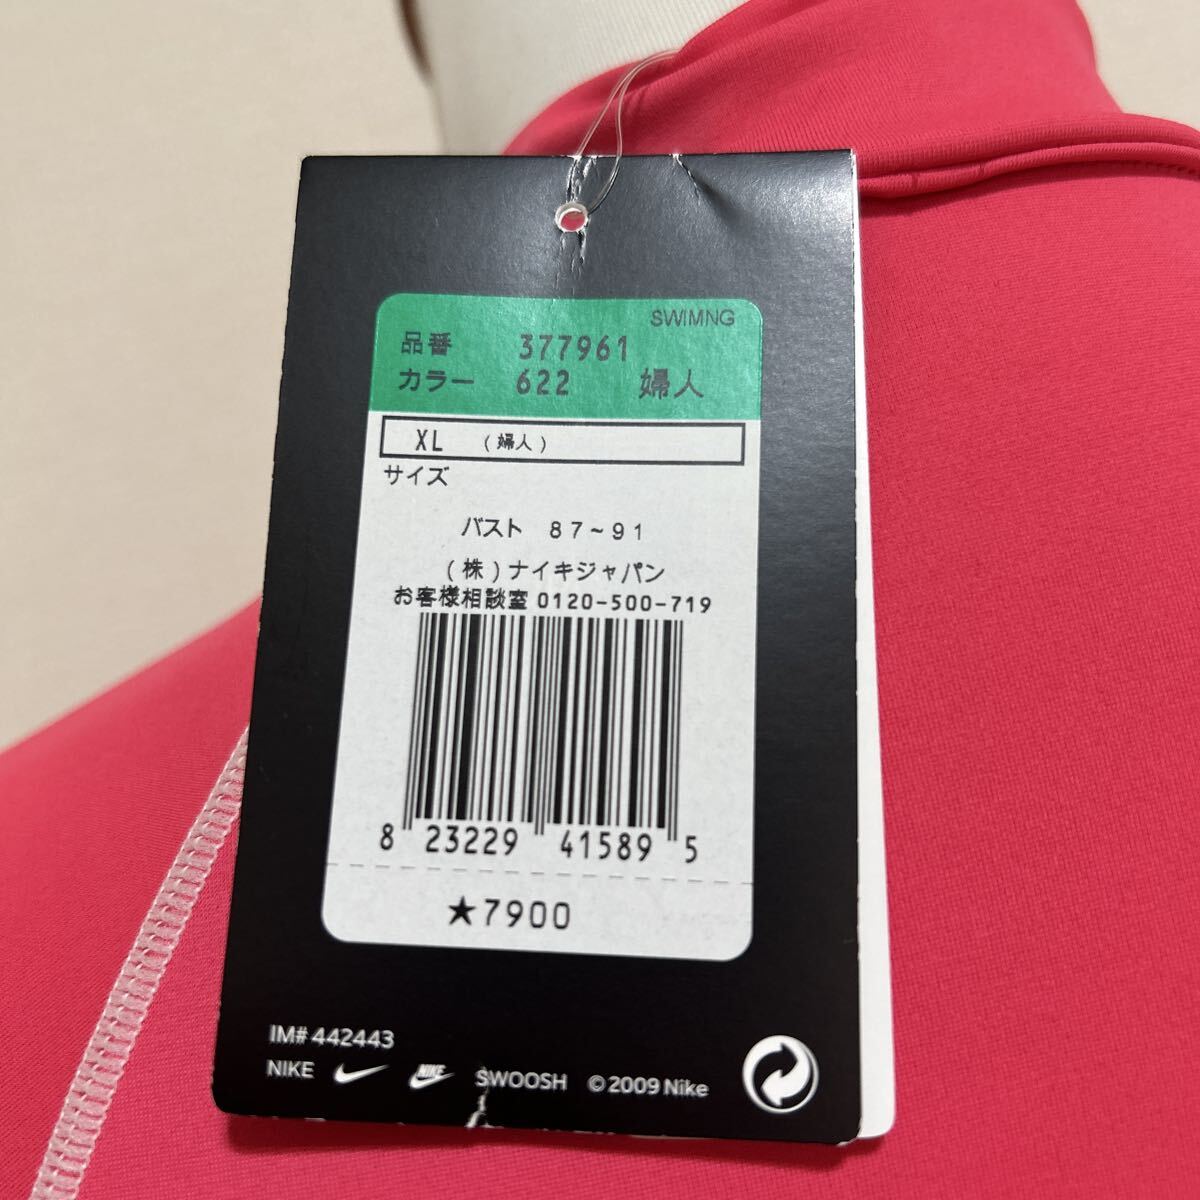 SWIMNG
品番 377961
カラー 622 婦人
XL (婦人)
サイズ
バスト 87~91
(株)ナイキジャパン
お客様相談室 0120-500-719
8 23229 41589 5
★7900
IM# 442443
NIKE NIKE SWOOSH ©2009 Nike